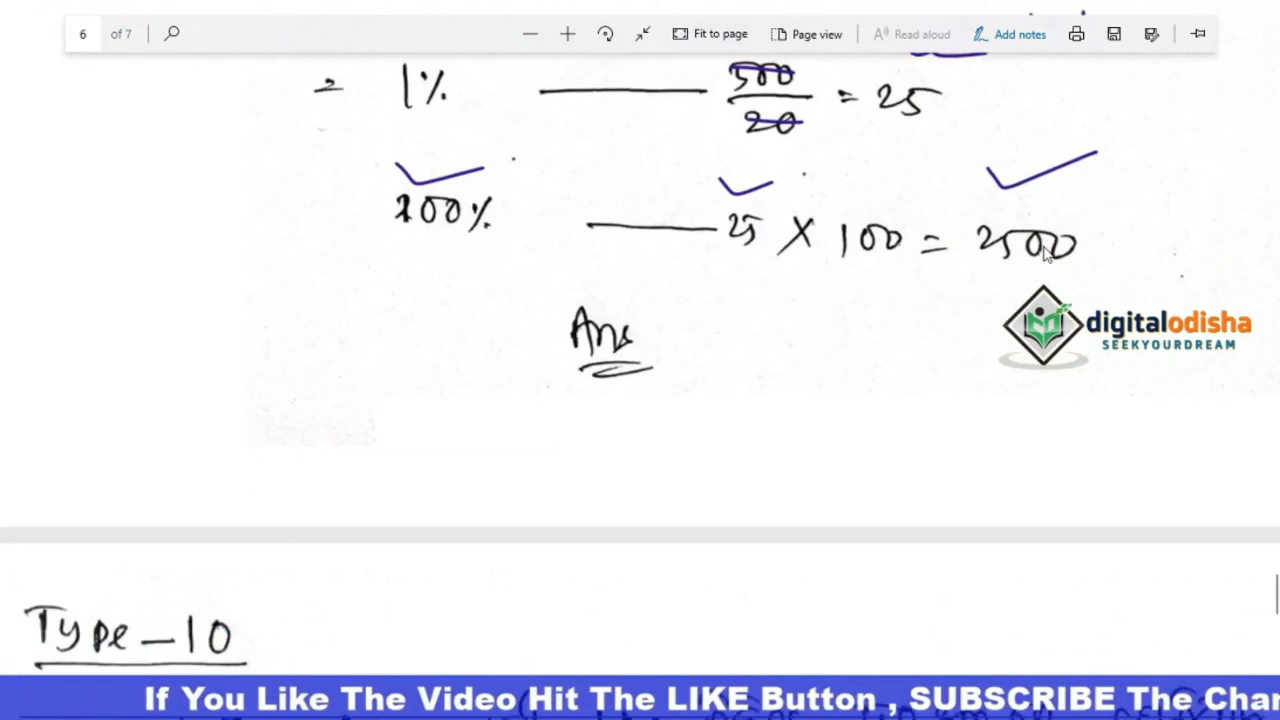 6 of 7 Fit to page Page view Read aloud Add notes
= 1% 500/20 = 25
100% 25 X 100 = 2500
Ans
digitalodisha
SEEKYOURDREAM
Type-10
If You Like The Video Hit The LIKE Button , SUBSCRIBE The Char